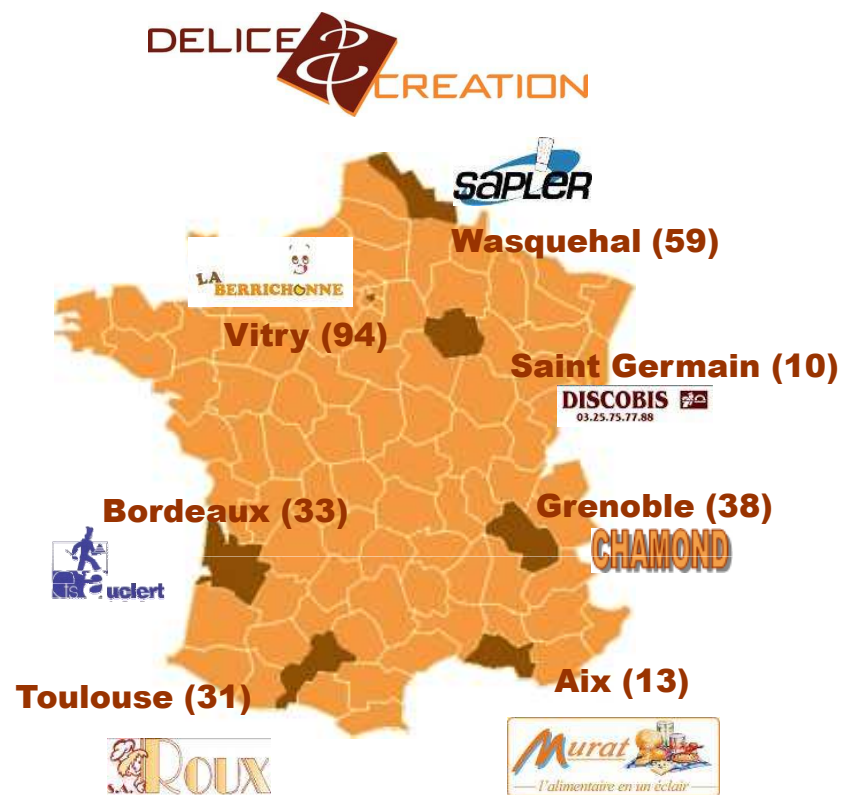 DELICE & CREATION
SAPLER
Wasquehal (59)
LA
BERRICHONNE
Vitry (94)
Saint Germain (10)
DISCOBIS
03.25.75.77.88
Bordeaux (33)
Grenoble (38)
CHAMOND
auclert
Toulouse (31)
Aix (13)
S.A. ROUX
Murat
l'alimentaire en un éclair